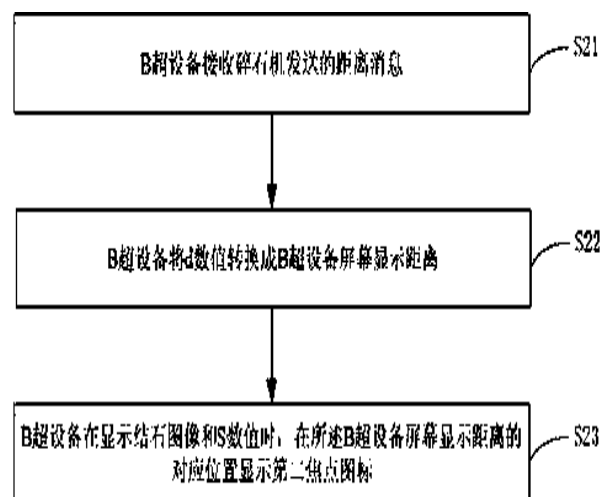 B超设备接收碎石机发送的距离消息
S21
B超设备将d数值转换成B超设备屏幕显示距离
S22
B超设备在显示结石图像和S数值时，在所述B超设备屏幕显示距离的
对应位置显示第二焦点图标
S23